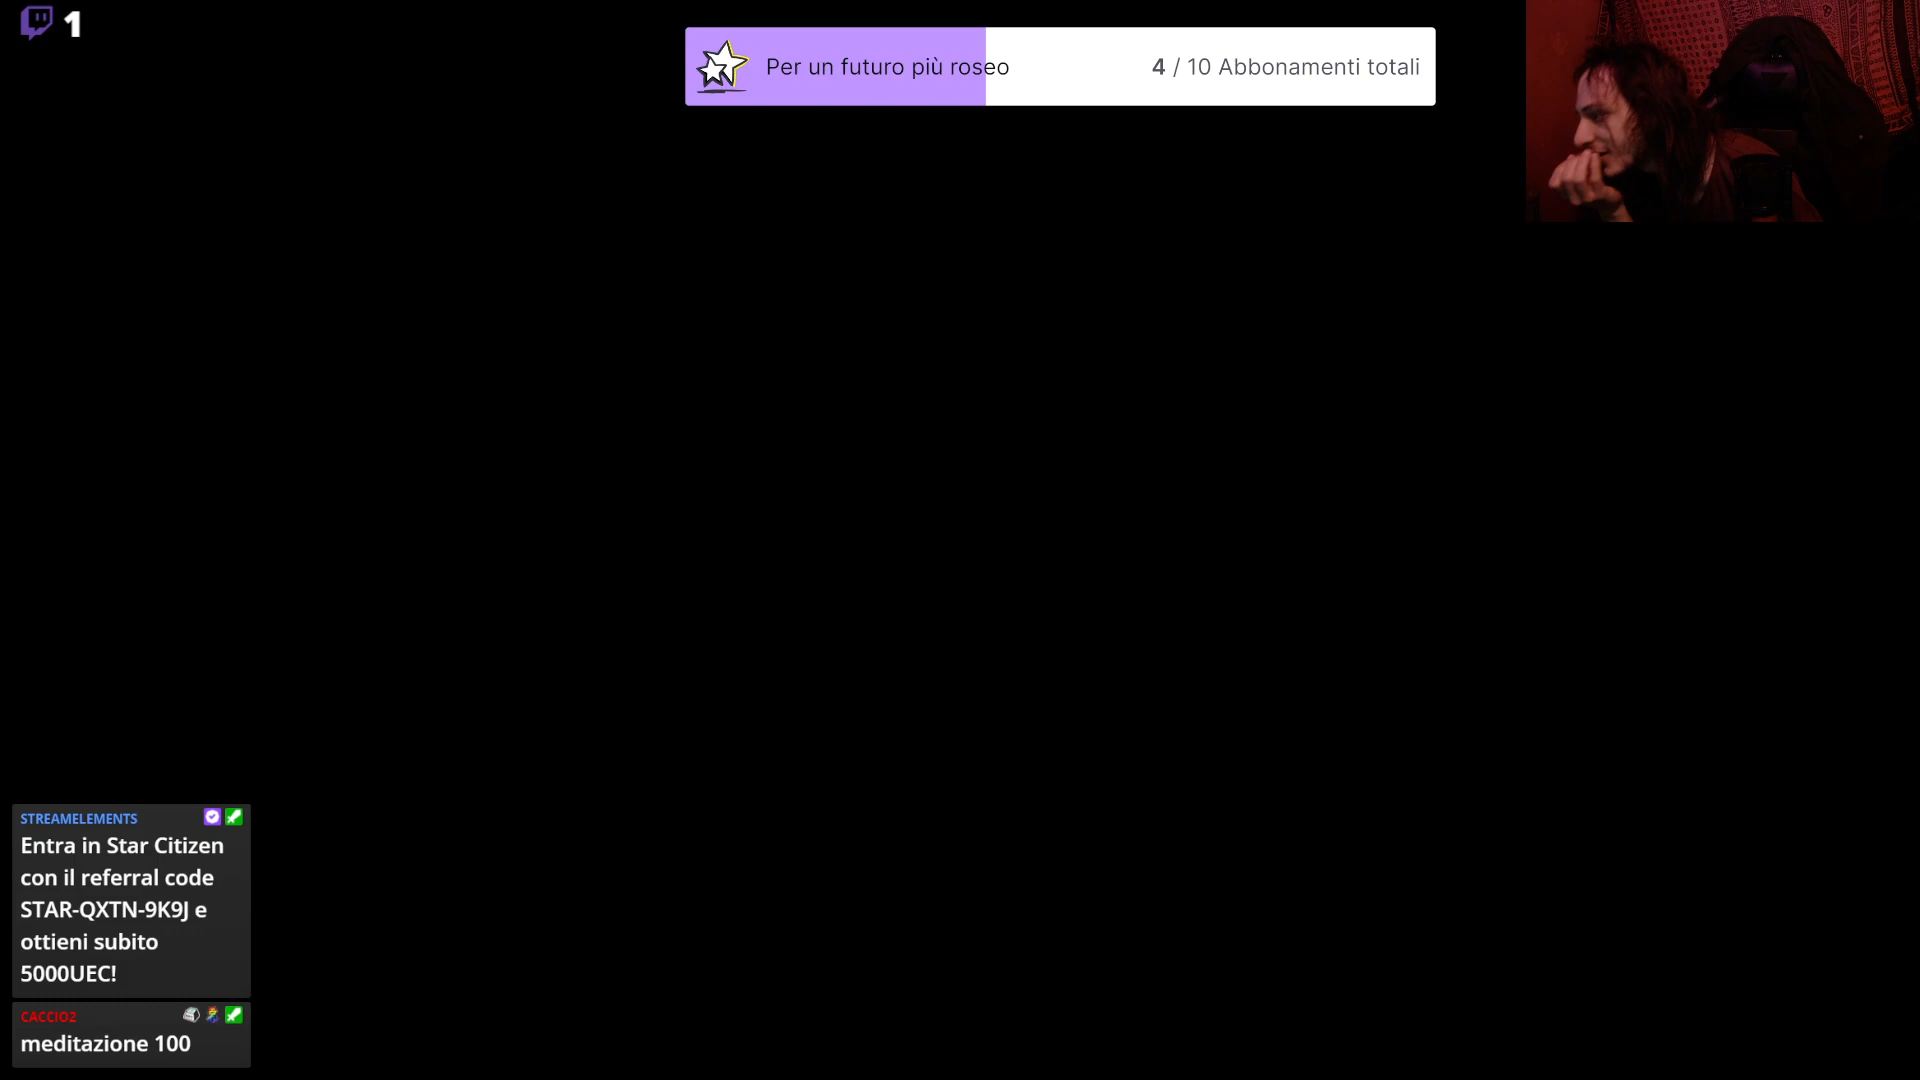 1
Per un futuro più roseo
4 / 10 Abbonamenti totali
STREAMELEMENTS
Entra in Star Citizen
con il referral code
STAR-QXTN-9K9J e
ottieni subito
5000UEC!
CACCIO2
meditazione 100